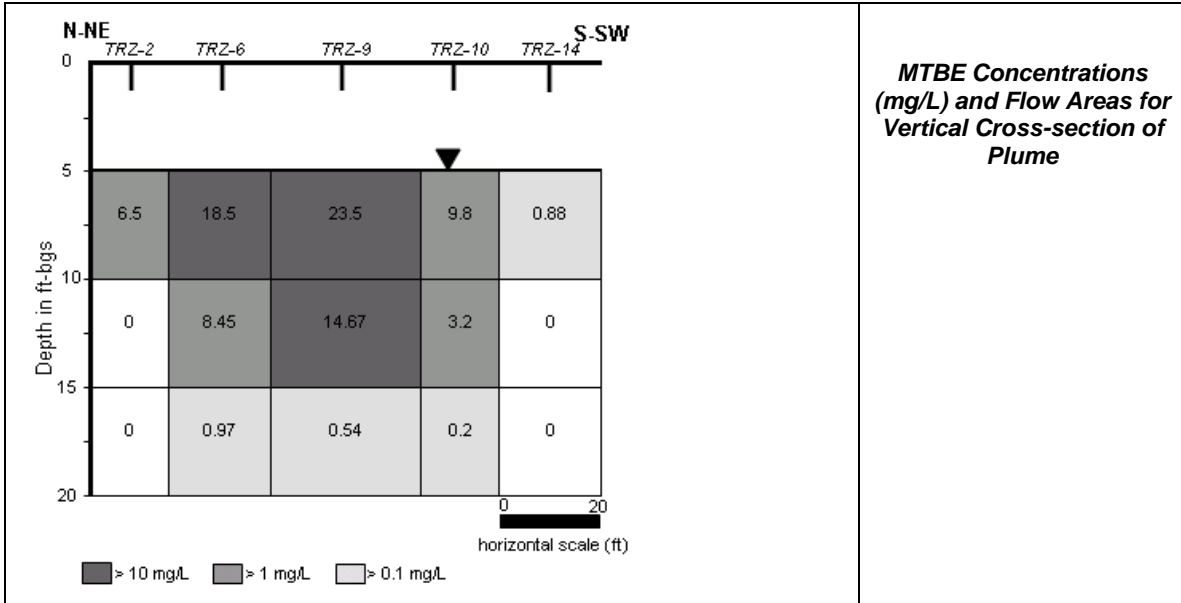 N-NE
S-SW
TRZ-2 TRZ-6 TRZ-9 TRZ-10 TRZ-14
0
5
6.5 18.5 23.5 9.8 0.88
10
0 8.45 14.67 3.2 0
15
0 0.97 0.54 0.2 0
20
Depth in ft-bgs
0 20
horizontal scale (ft)
> 10 mg/L > 1 mg/L > 0.1 mg/L
MTBE Concentrations
(mg/L) and Flow Areas for
Vertical Cross-section of
Plume